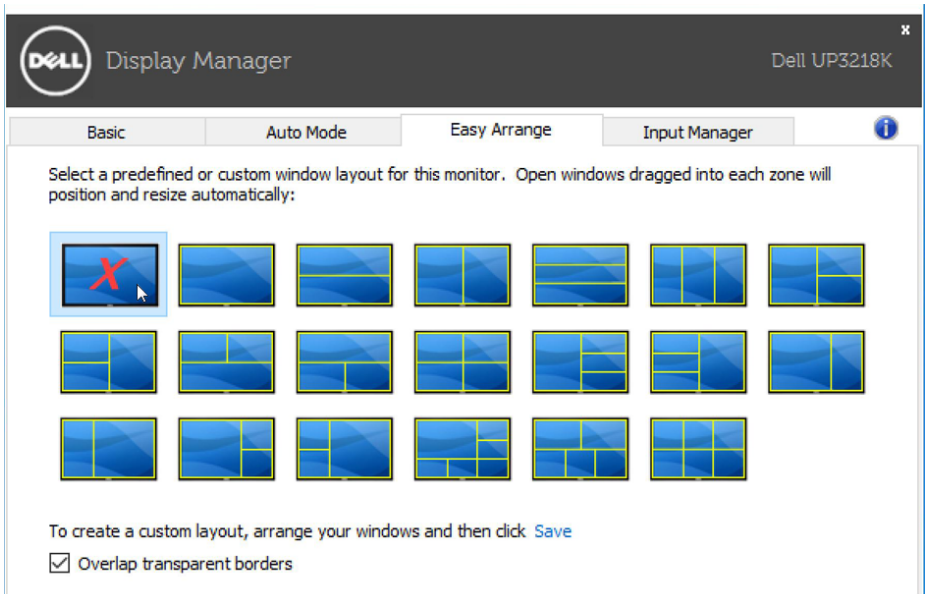 x
DELL
Display Manager
Dell UP3218K
Basic
Auto Mode
Easy Arrange
Input Manager
i
Select a predefined or custom window layout for this monitor. Open windows dragged into each zone will
position and resize automatically:
X
To create a custom layout, arrange your windows and then click Save
Overlap transparent borders